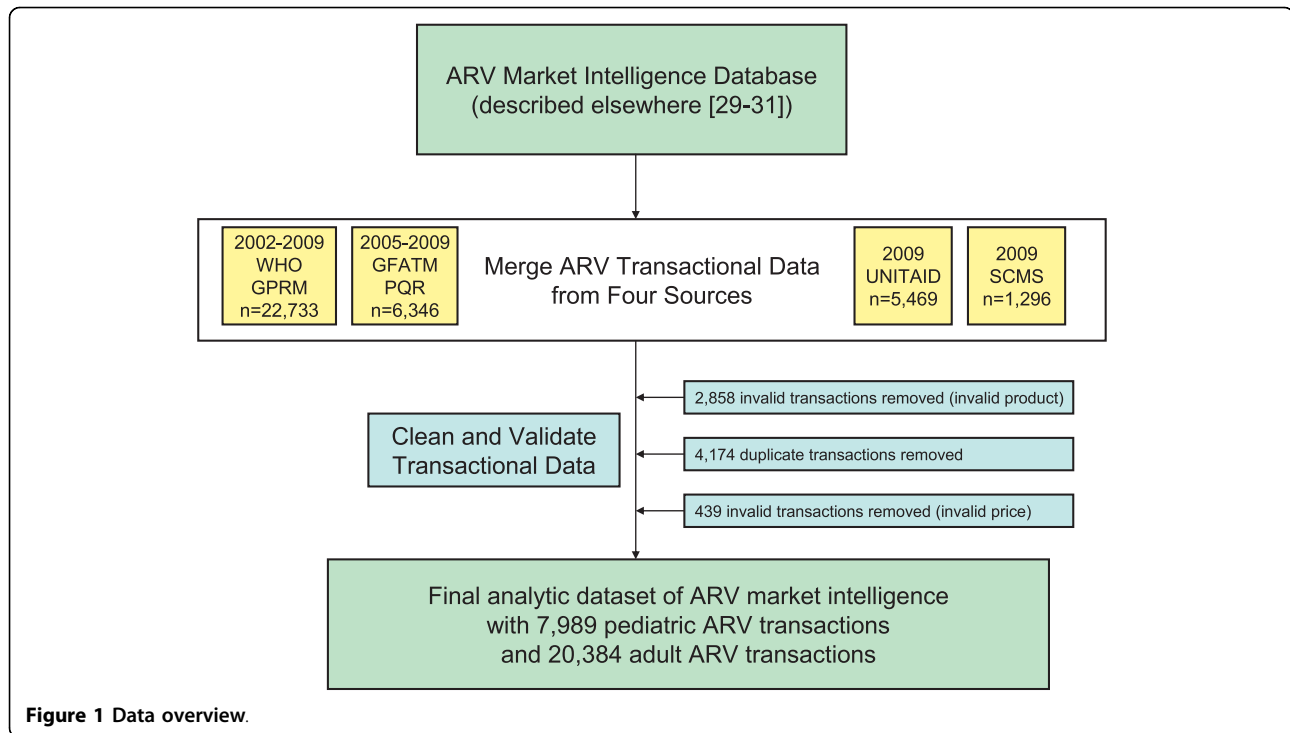 ARV Market Intelligence Database
(described elsewhere [29-31])
2002-2009
WHO
GPRM
n=22,733
2005-2009
GFATM
PQR
n=6,346
Merge ARV Transactional Data
from Four Sources
2009
UNITAID
n=5,469
2009
SCMS
n=1,296
2,858 invalid transactions removed (invalid product)
Clean and Validate
Transactional Data
4,174 duplicate transactions removed
439 invalid transactions removed (invalid price)
Final analytic dataset of ARV market intelligence
with 7,989 pediatric ARV transactions
and 20,384 adult ARV transactions
Figure 1 Data overview.